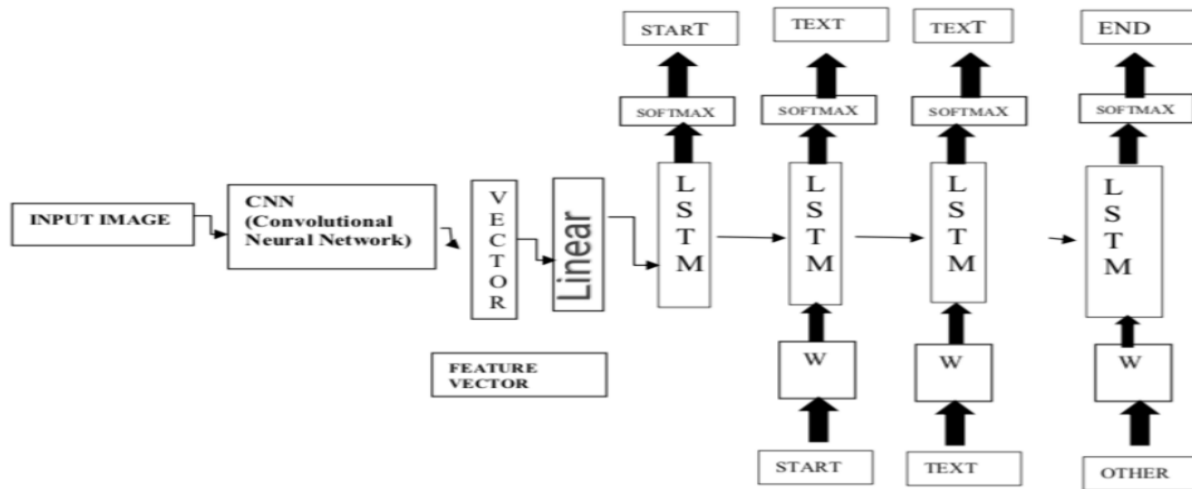 START TEXT TEXT END
SOFTMAX SOFTMAX SOFTMAX SOFTMAX
INPUT IMAGE
CNN
(Convolutional
Neural Network)
VECTOR
Linear
LSTM
LSTM
LSTM
LSTM
FEATURE
VECTOR
W W W
START TEXT OTHER